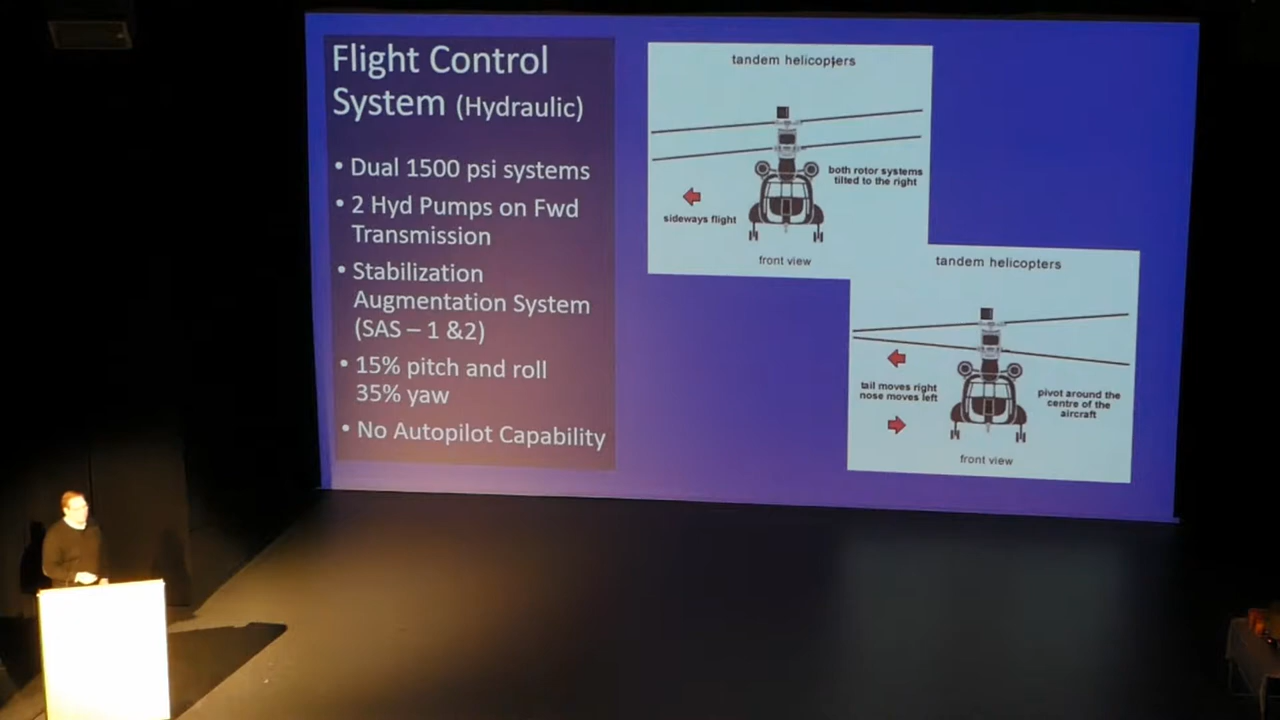 Flight Control
System (Hydraulic)
• Dual 1500 psi systems
• 2 Hyd Pumps on Fwd
Transmission
• Stabilization
Augmentation System
(SAS – 1 &2)
• 15% pitch and roll
35% yaw
• No Autopilot Capability
tandem helicopters
both rotor systems
tilted to the right
sideways flight
front view
tandem helicopters
tail moves right
nose moves left
pivot around the
centre of the
aircraft
front view